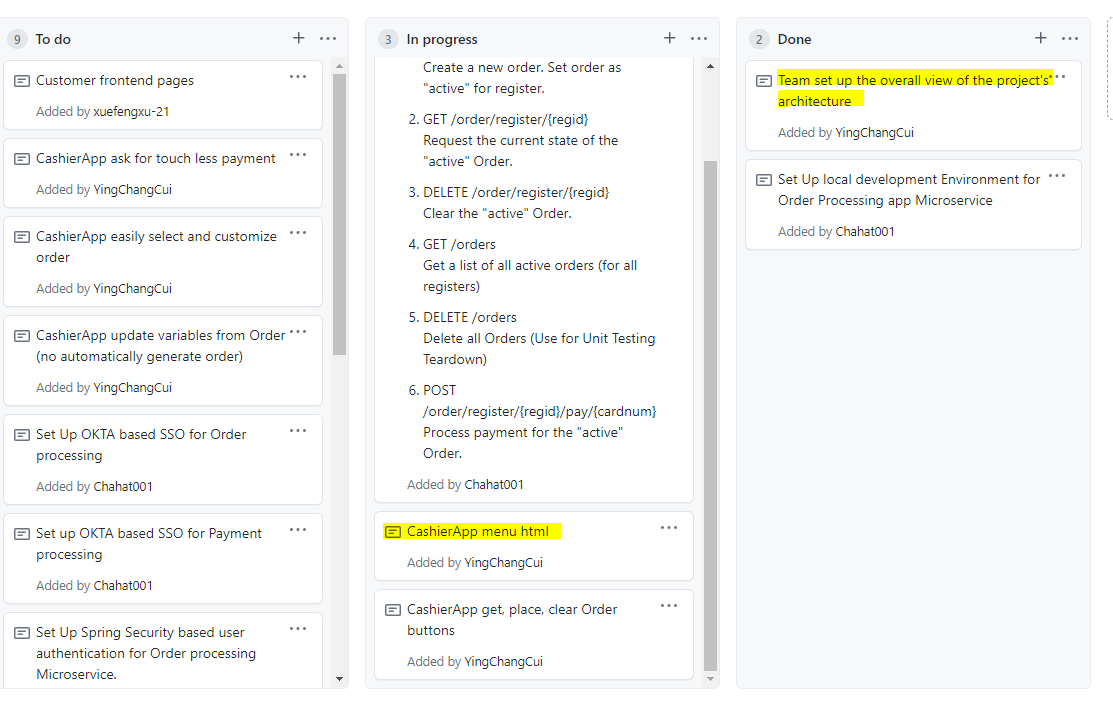 9 To do
Customer frontend pages
Added by xuefengxu-21
CashierApp ask for touch less payment
Added by YingChangCui
CashierApp easily select and customize
order
Added by YingChangCui
CashierApp update variables from Order
(no automatically generate order)
Added by YingChangCui
Set Up OKTA based SSO for Order
processing
Added by Chahat001
Set up OKTA based SSO for Payment
processing
Added by Chahat001
Set Up Spring Security based user
authentication for Order processing
Microservice.
3 In progress
Create a new order. Set order as
"active" for register.
2. GET /order/register/{regid}
Request the current state of the
"active" Order.
3. DELETE /order/register/{regid}
Clear the "active" Order.
4. GET /orders
Get a list of all active orders (for all
registers)
5. DELETE /orders
Delete all Orders (Use for Unit Testing
Teardown)
6. POST
/order/register/{regid}/pay/{cardnum}
Process payment for the "active"
Order.
Added by Chahat001
CashierApp menu html
Added by YingChangCui
CashierApp get, place, clear Order
buttons
Added by YingChangCui
2 Done
Team set up the overall view of the project's
architecture
Added by YingChangCui
Set Up local development Environment for
Order Processing app Microservice
Added by Chahat001